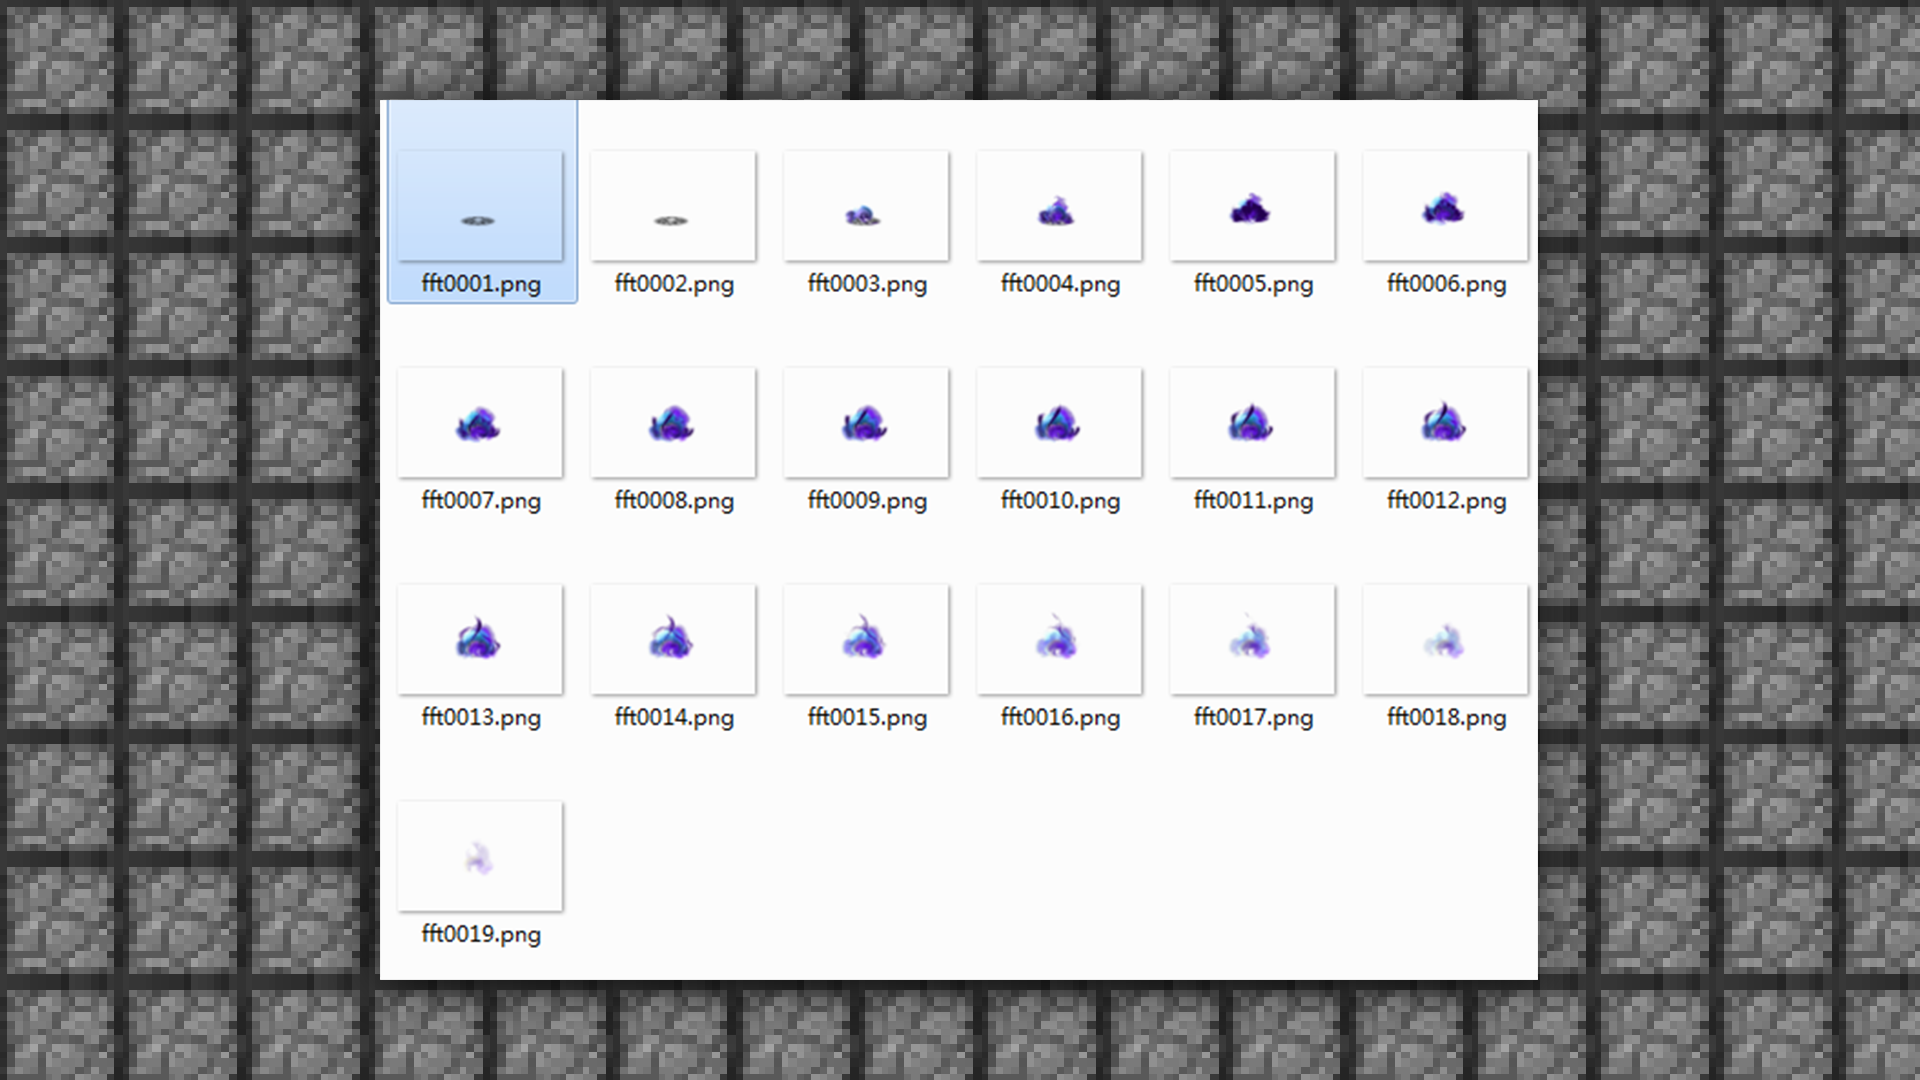 fft0001.png fft0002.png fft0003.png fft0004.png fft0005.png fft0006.png
fft0007.png fft0008.png fft0009.png fft0010.png fft0011.png fft0012.png
fft0013.png fft0014.png fft0015.png fft0016.png fft0017.png fft0018.png
fft0019.png